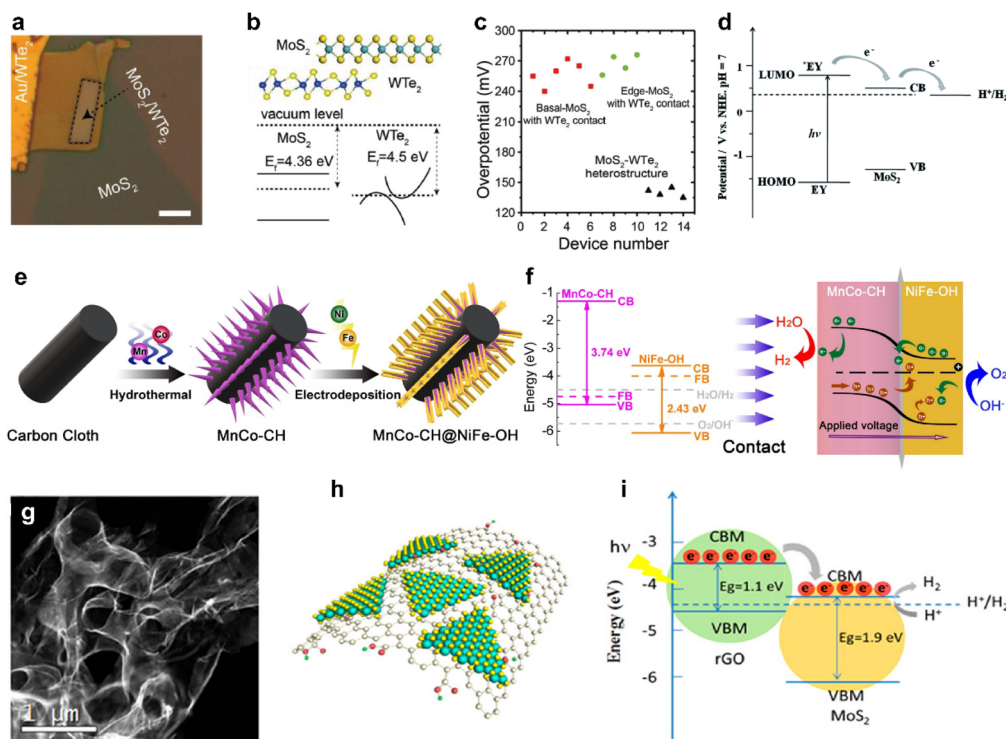 a
Au/WTe2
MoS2/WTe2
MoS2
b
MoS2
WTe2
vacuum level
MoS2
WTe2
Ef=4.36 eV
Ef=4.5 eV
c
Overpotential (mV)
270
240
210
180
150
130
Basal-MoS2
with WTe2 contact
Edge-MoS2
with WTe2 contact
MoS2-WTe2
heterostructure
0 2 4 6 8 10 12 14
Device number
d
Potential / V vs. NHE. pH = 7
1
0
-1
LUMO
*EY
e-
e-
CB
H+/H2
hν
VB
HOMO
EY
MoS2
e
Mn
Co
Ni
Fe
Hydrothermal
Electrodeposition
Carbon Cloth
MnCo-CH
MnCo-CH@NiFe-OH
f
Energy (eV)
-1
-2
-3
-4
-5
-6
MnCo-CH
CB
3.74 eV
NiFe-OH
CB
FB
FB
H2O/H2
VB
2.43 eV
O2/OH-
VB
Contact
MnCo-CH
NiFe-OH
H2O
H2
O2
OH-
Applied voltage
g
1 µm
h
i
Energy (eV)
-3
-4
-5
-6
hν
CBM
e- e- e- e- e-
Eg=1.1 eV
VBM
rGO
CBM
e- e- e- e- e-
H2
H+/H2
H+
Eg=1.9 eV
VBM
MoS2